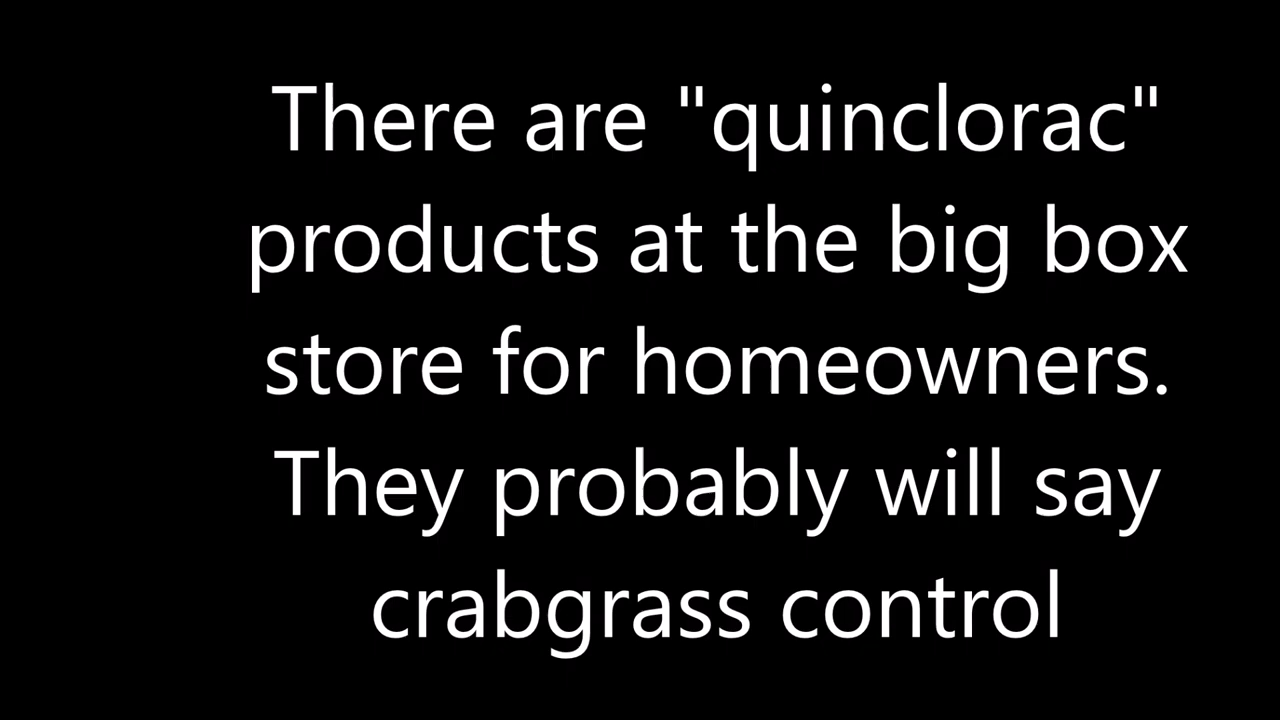 There are "quinclorac"
products at the big box
store for homeowners.
They probably will say
crabgrass control